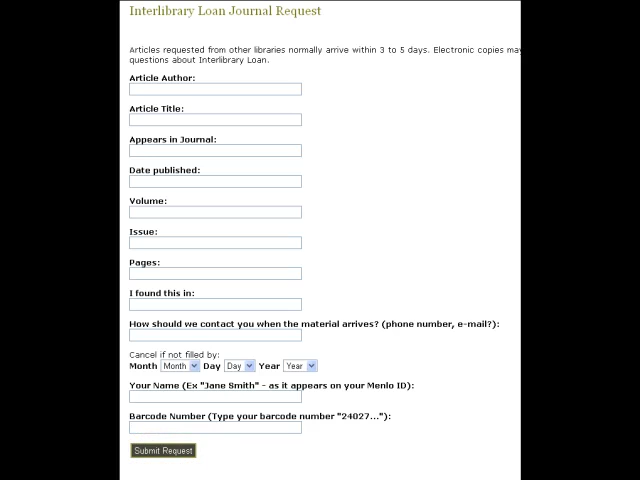 Interlibrary Loan Journal Request
Articles requested from other libraries normally arrive within 3 to 5 days. Electronic copies may
questions about Interlibrary Loan.
Article Author:
Article Title:
Appears in Journal:
Date published:
Volume:
Issue:
Pages:
I found this in:
How should we contact you when the material arrives? (phone number, e-mail?):
Cancel if not filled by:
Month Month Day Day Year Year
Your Name (Ex "Jane Smith" - as it appears on your Menlo ID):
Barcode Number (Type your barcode number "24027..."):
Submit Request